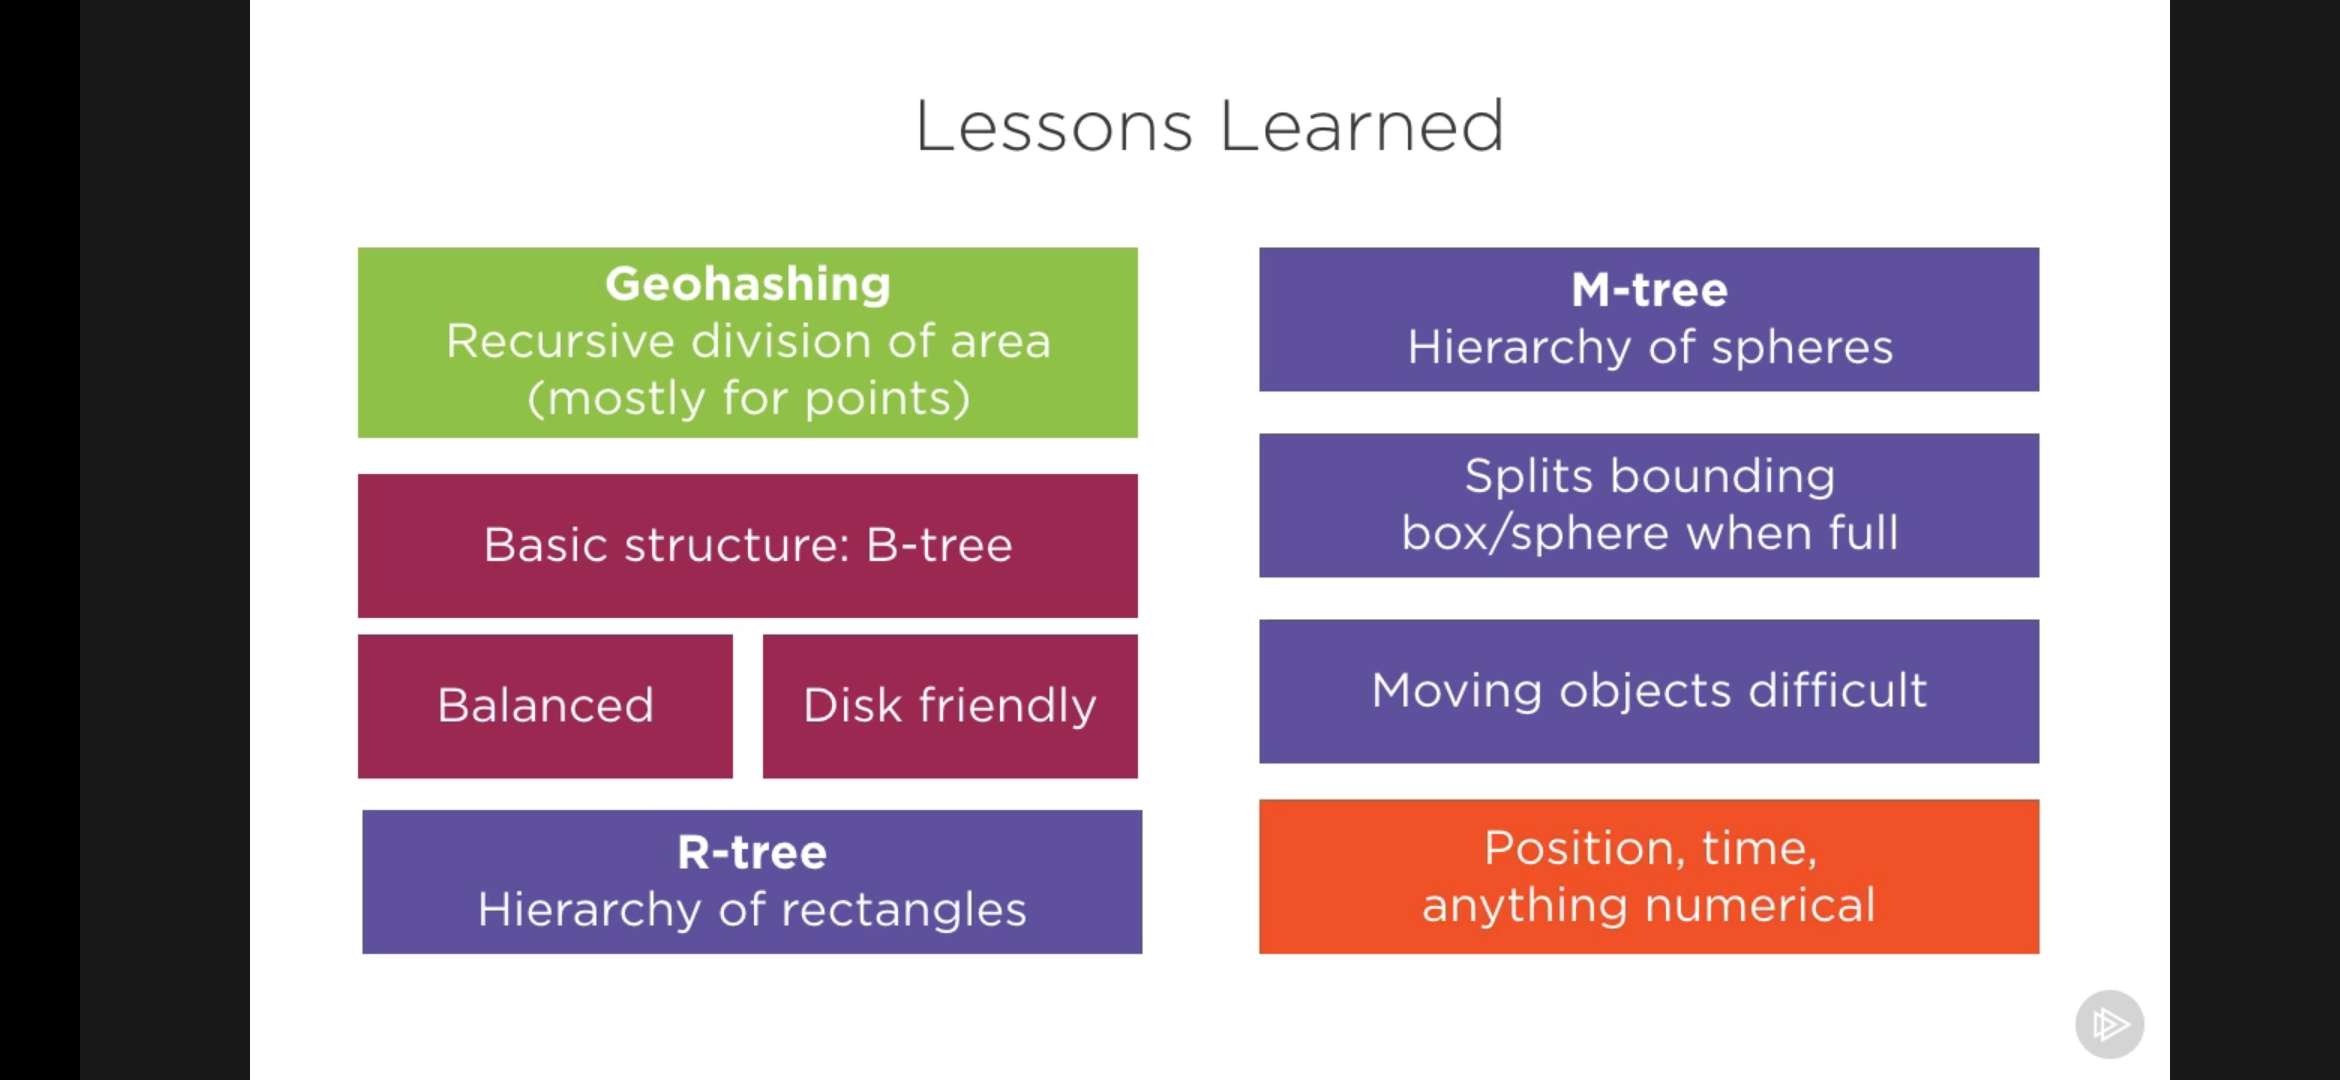 Lessons Learned
Geohashing
Recursive division of area
(mostly for points)
Basic structure: B-tree
Balanced
Disk friendly
R-tree
Hierarchy of rectangles
M-tree
Hierarchy of spheres
Splits bounding
box/sphere when full
Moving objects difficult
Position, time,
anything numerical